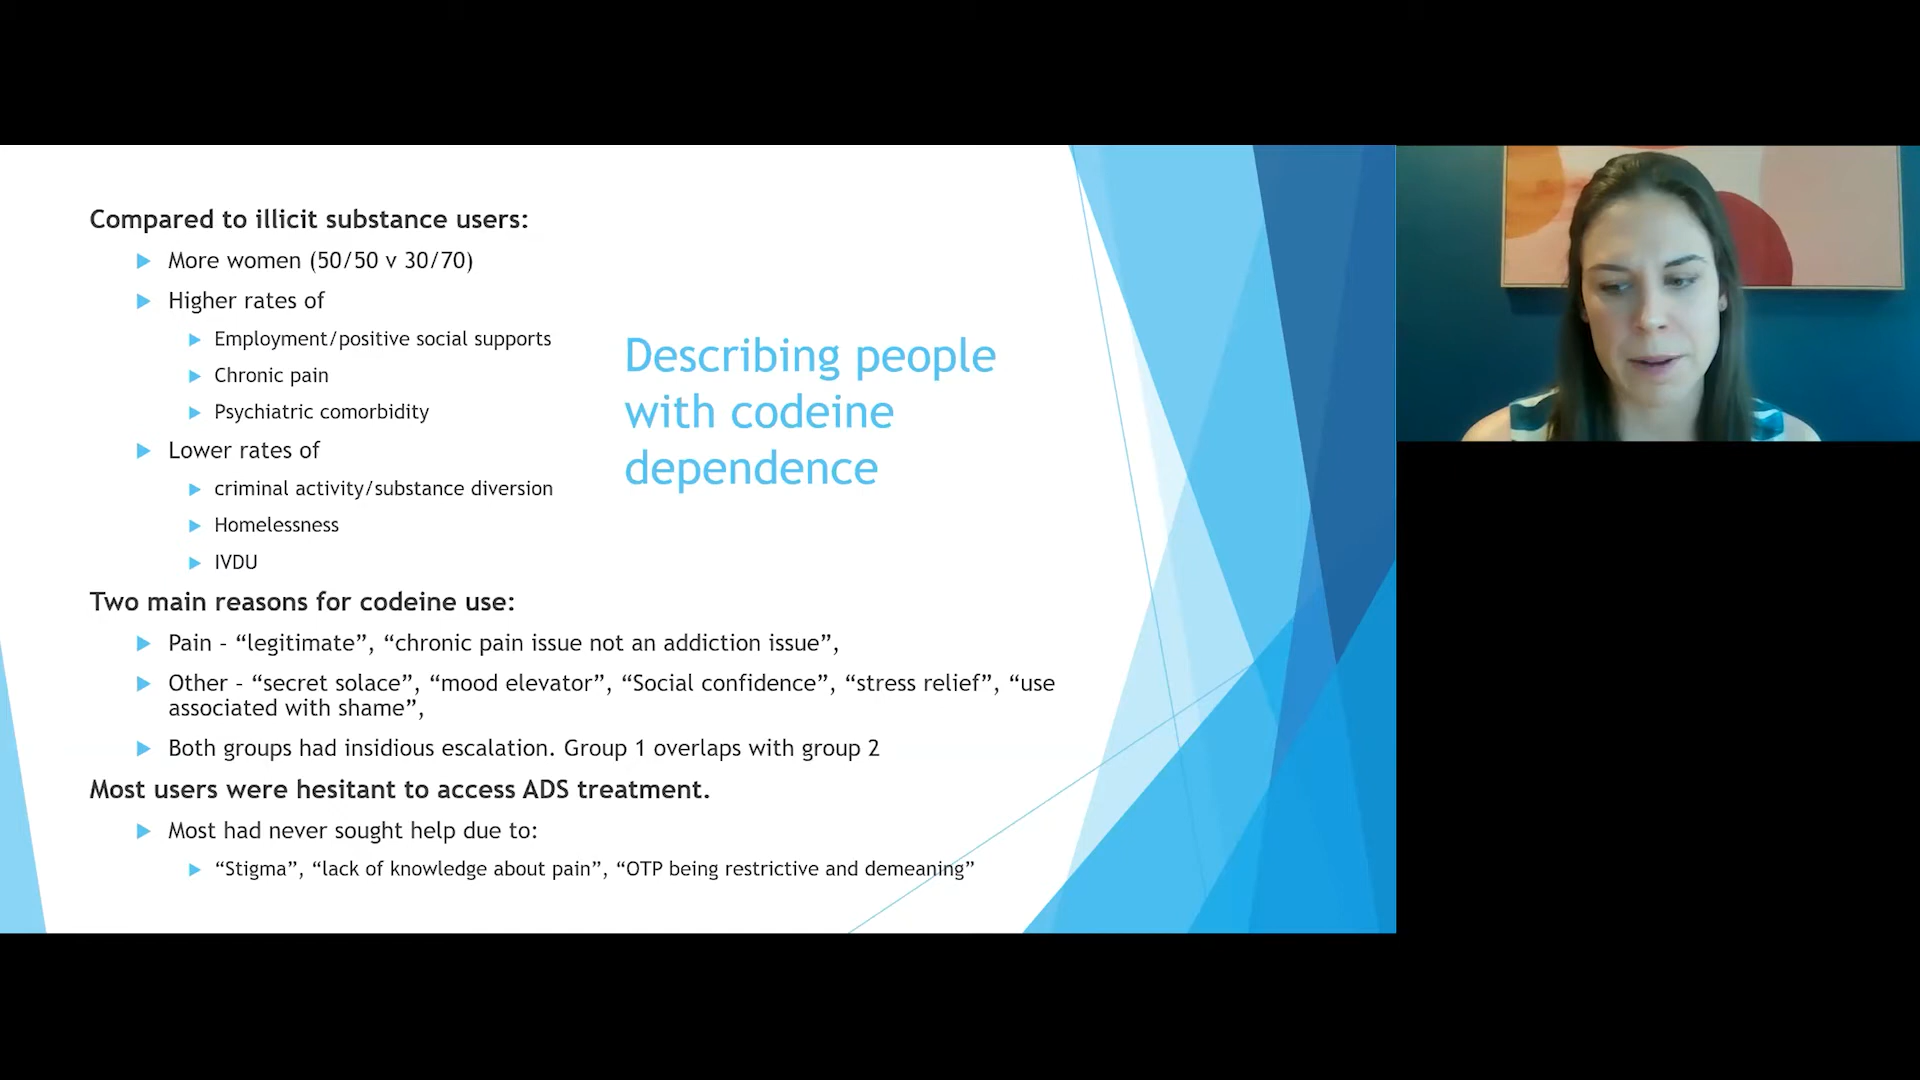 Compared to illicit substance users:
More women (50/50 v 30/70)
Higher rates of
Employment/positive social supports
Chronic pain
Psychiatric comorbidity
Lower rates of
criminal activity/substance diversion
Homelessness
IVDU
Two main reasons for codeine use:
Pain - “legitimate”, “chronic pain issue not an addiction issue”,
Other - “secret solace”, “mood elevator”, “Social confidence”, “stress relief”, “use
associated with shame”,
Both groups had insidious escalation. Group 1 overlaps with group 2
Most users were hesitant to access ADS treatment.
Most had never sought help due to:
“Stigma”, “lack of knowledge about pain”, “OTP being restrictive and demeaning”
Describing people
with codeine
dependence